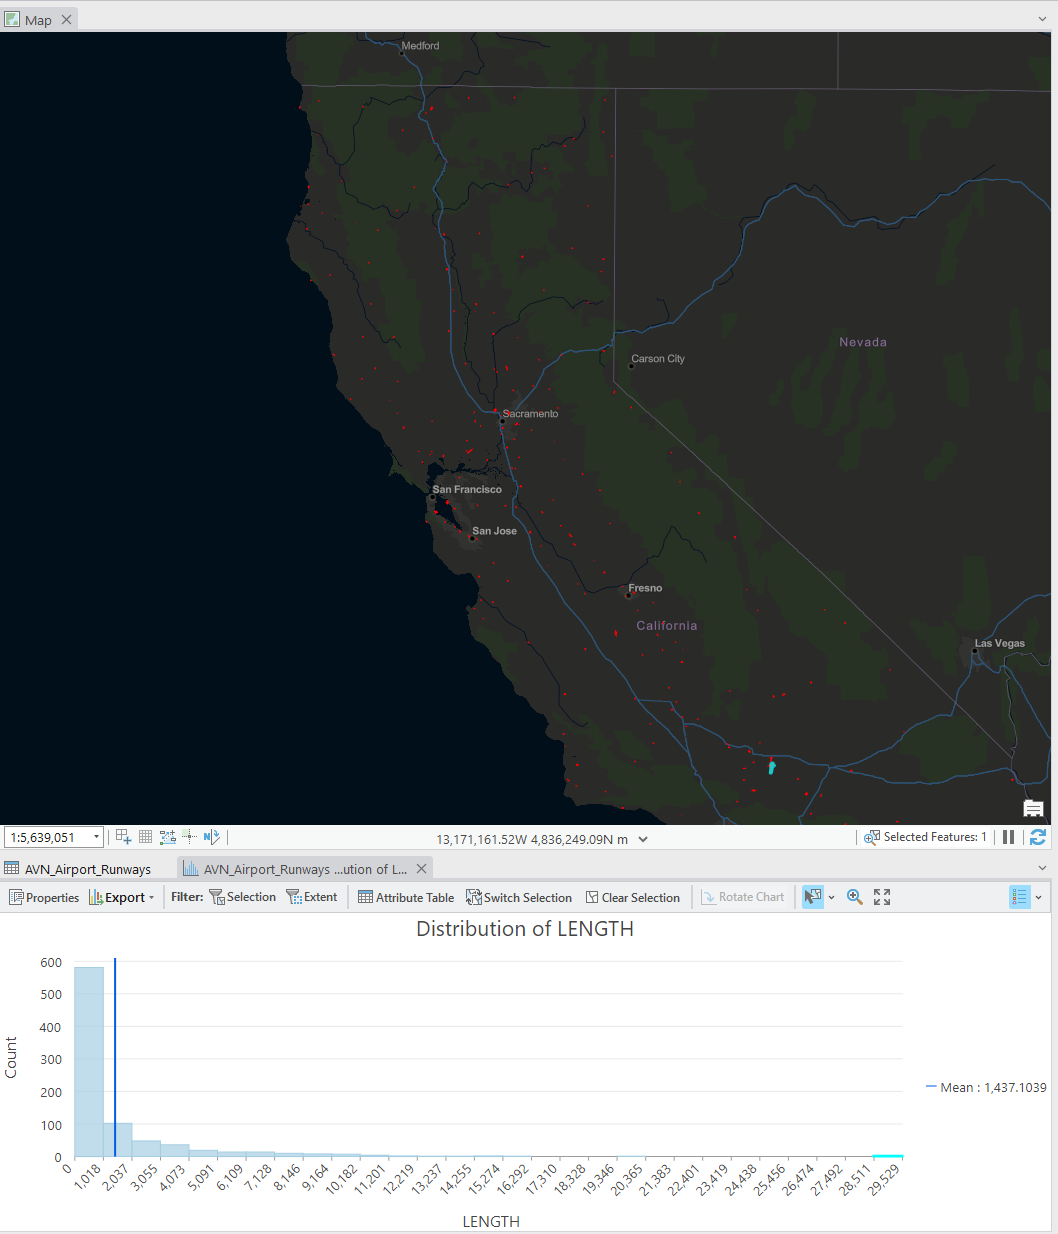 Map
Medford
Nevada
Carson City
Sacramento
San Francisco
San Jose
Fresno
California
Las Vegas
1:5,639,051
N
13,171,161.52W 4,836,249.09N m
Selected Features: 1
AVN_Airport_Runways
AVN_Airport_Runways ...ution of L...
Properties
Export
Filter:
Selection
Extent
Attribute Table
Switch Selection
Clear Selection
Rotate Chart
Distribution of LENGTH
600
500
400
300
200
100
0
Count
0
1,018
2,037
3,055
4,073
5,091
6,109
7,128
8,146
9,164
10,182
11,201
12,219
13,237
14,255
15,274
16,292
17,310
18,328
19,346
20,365
21,383
22,401
23,419
24,438
25,456
26,474
27,492
28,511
29,529
LENGTH
Mean : 1,437.1039